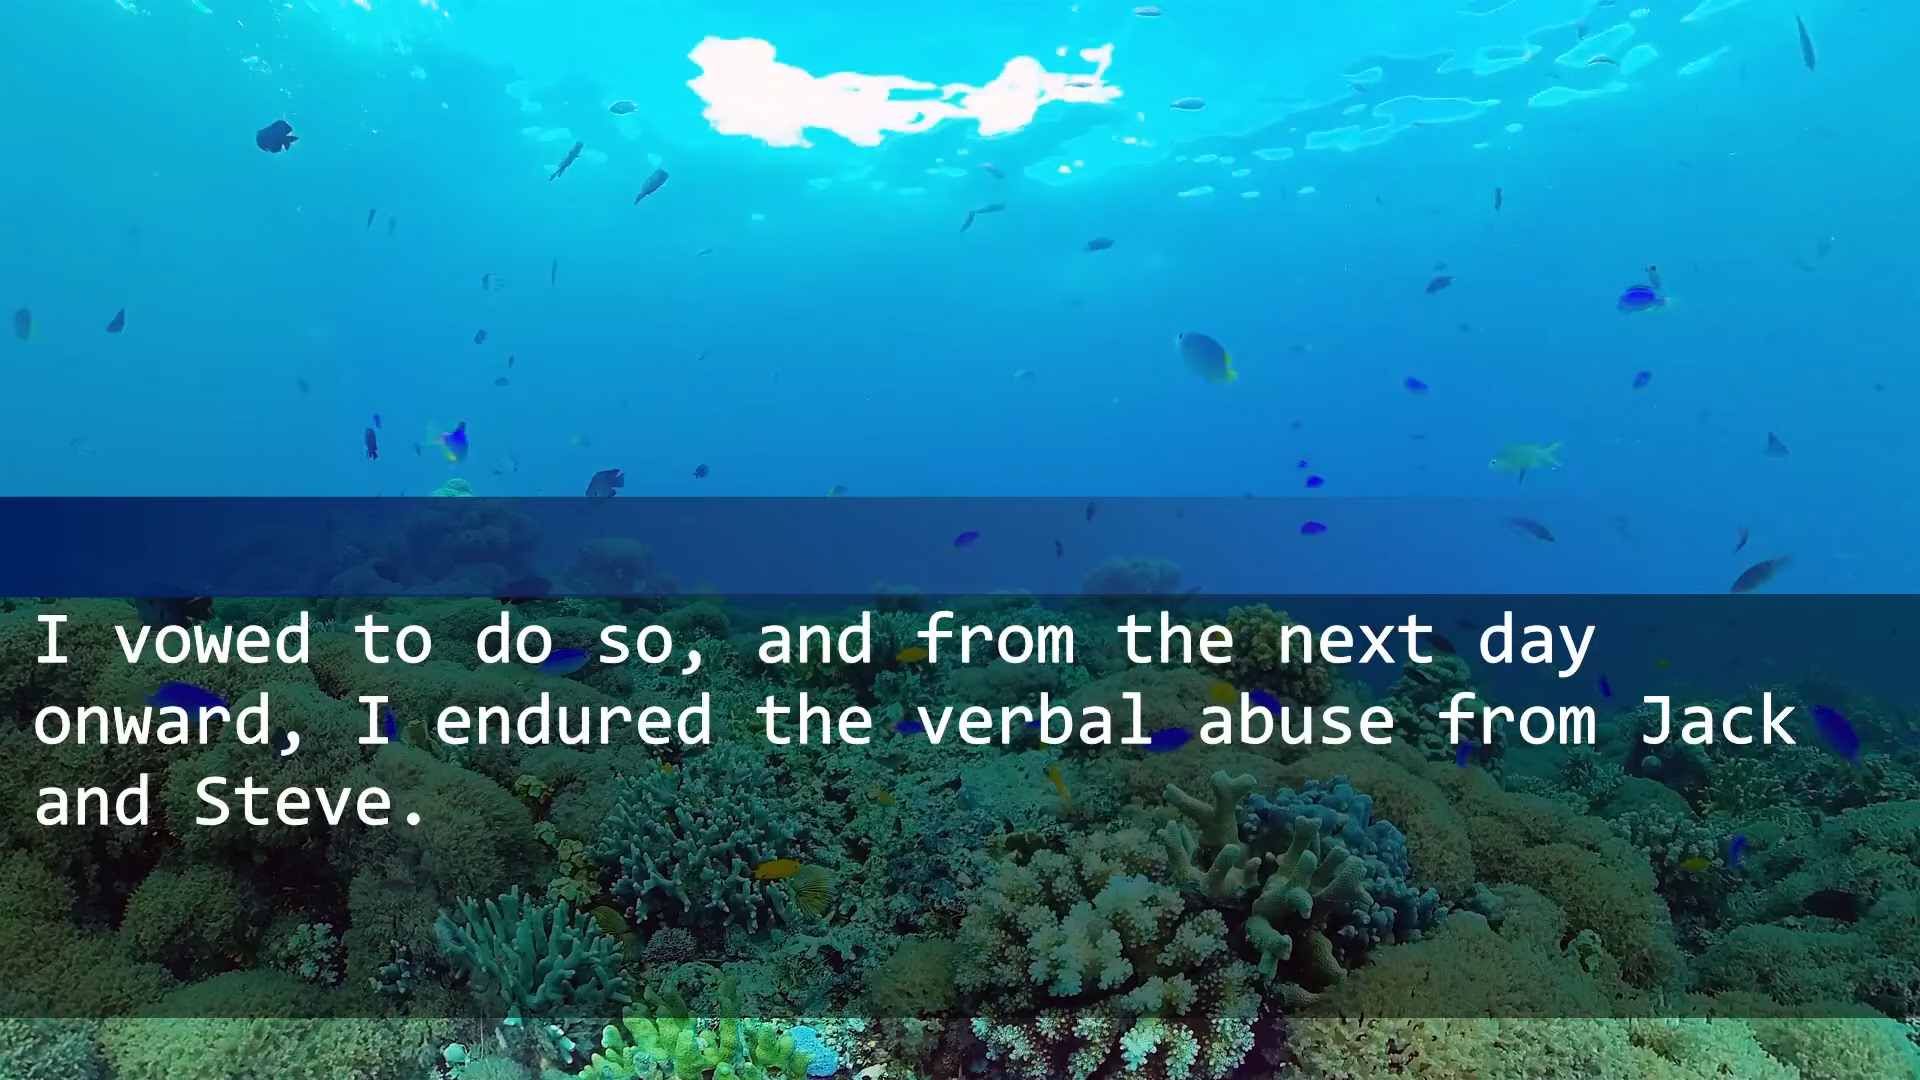 I vowed to do so, and from the next day
onward, I endured the verbal abuse from Jack
and Steve.